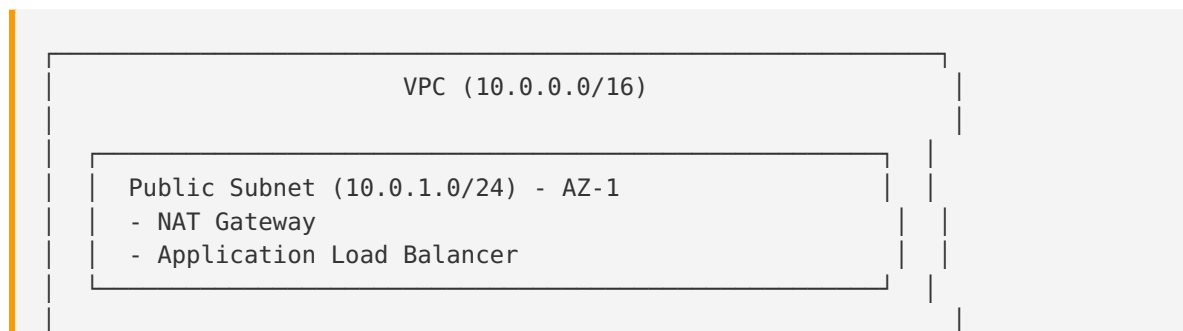 VPC (10.0.0.0/16)
Public Subnet (10.0.1.0/24) - AZ-1
- NAT Gateway
- Application Load Balancer